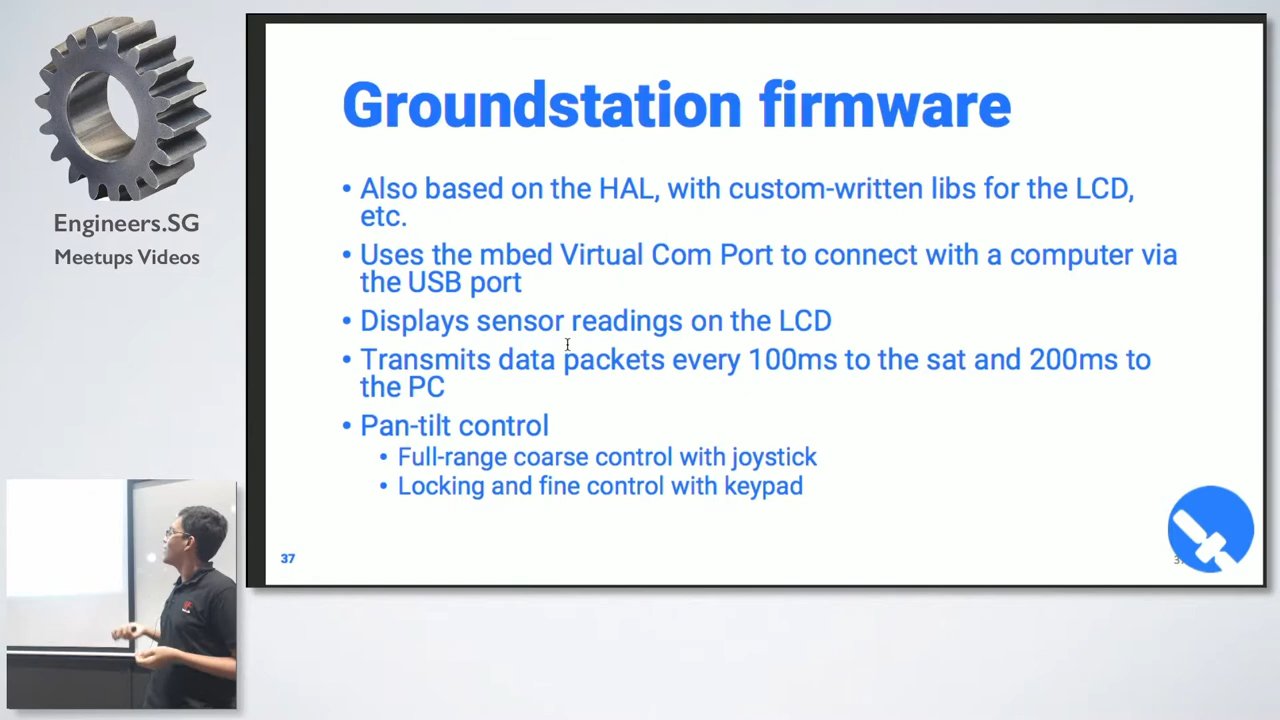 Engineers.SG
Meetups Videos
Groundstation firmware
• Also based on the HAL, with custom-written libs for the LCD,
etc.
• Uses the mbed Virtual Com Port to connect with a computer via
the USB port
• Displays sensor readings on the LCD
• Transmits data packets every 100ms to the sat and 200ms to
the PC
• Pan-tilt control
• Full-range coarse control with joystick
• Locking and fine control with keypad
37